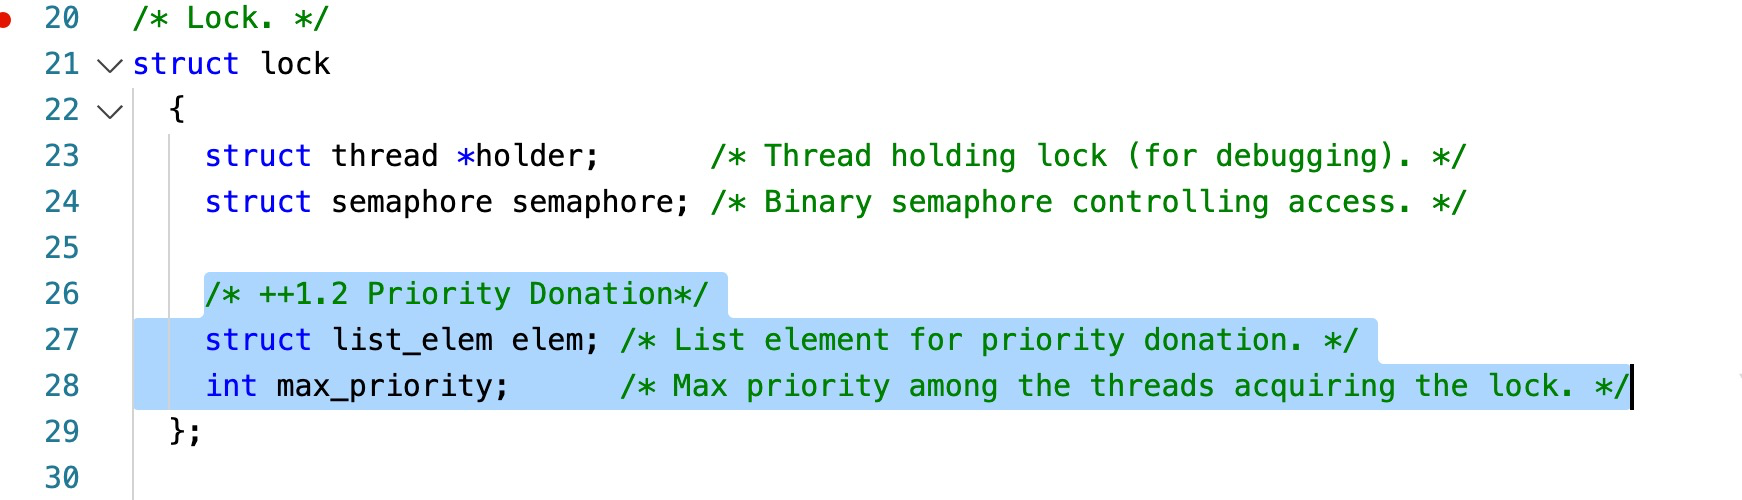 20 /* Lock. */
21 struct lock
22 {
23 struct thread *holder; /* Thread holding lock (for debugging). */
24 struct semaphore semaphore; /* Binary semaphore controlling access. */
25
26 /* ++1.2 Priority Donation*/
27 struct list_elem elem; /* List element for priority donation. */
28 int max_priority; /* Max priority among the threads acquiring the lock. */
29 };
30